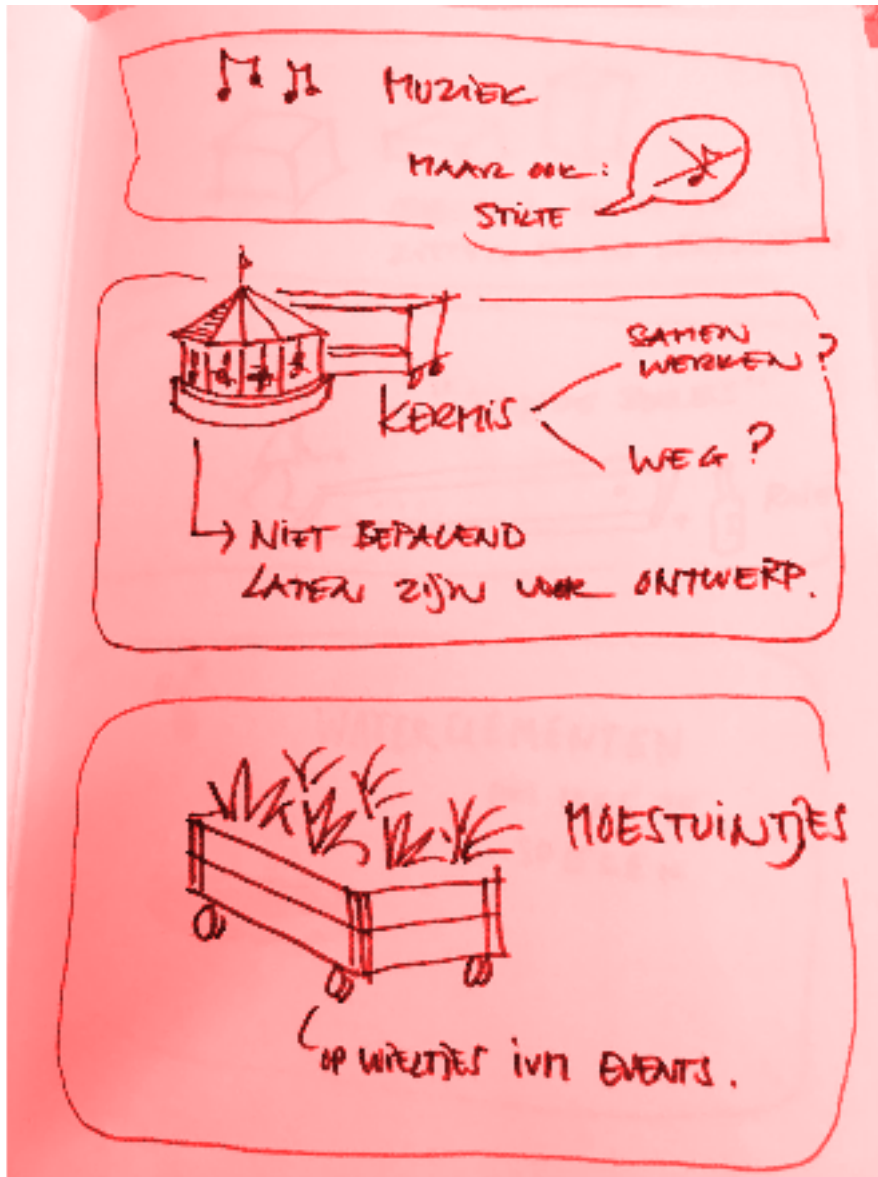 MUZIEK
MAAR OOK:
STILTE
SAMEN
WERKEN?
KERMIS
WEG?
NIET BEPALEND
LATEN ZIJN VOOR ONTWERP.
MOESTUINTJES
OP WIELTJES IVM EVENTS.